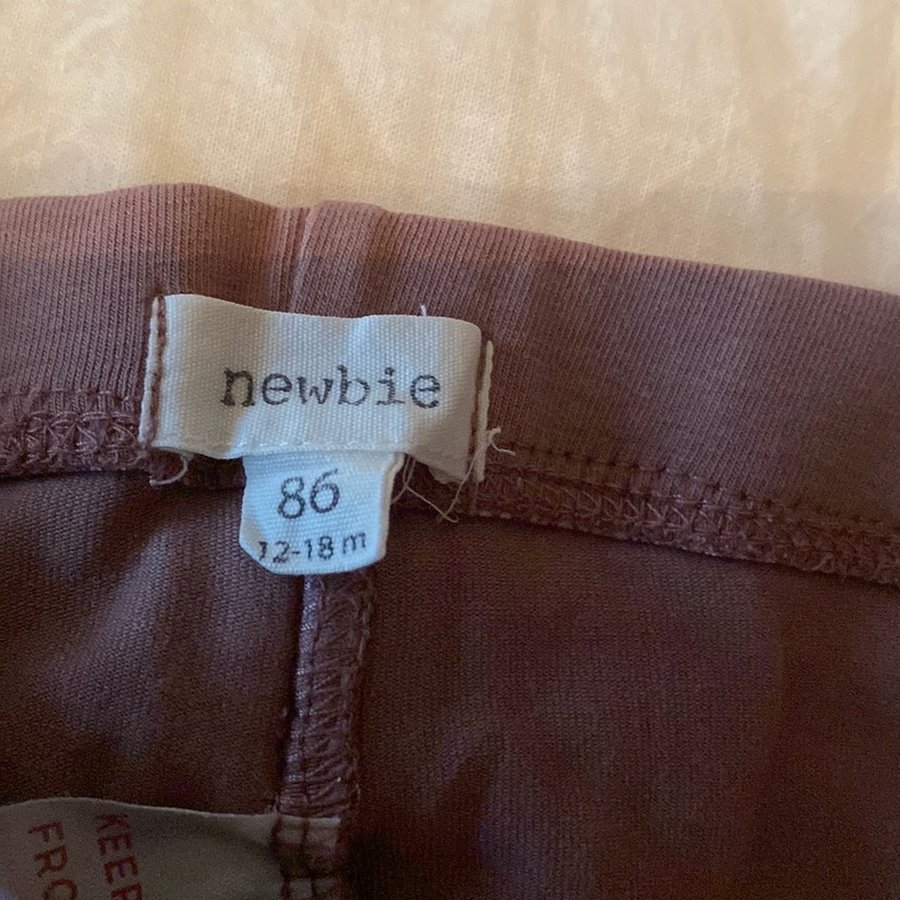 newbie
86
12-18 m
KEEP
FRO